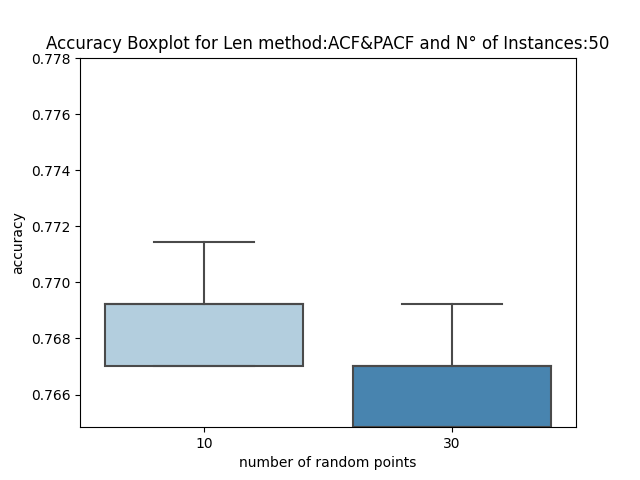 Accuracy Boxplot for Len method:ACF&PACF and N° of Instances:50
0.778
0.776
0.774
0.772
0.770
0.768
0.766
accuracy
10 30
number of random points